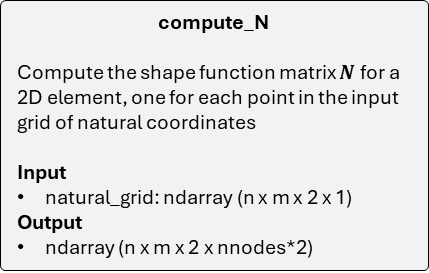 compute_N
Compute the shape function matrix N for a
2D element, one for each point in the input
grid of natural coordinates
Input
• natural_grid: ndarray (n x m x 2 x 1)
Output
• ndarray (n x m x 2 x nnodes*2)